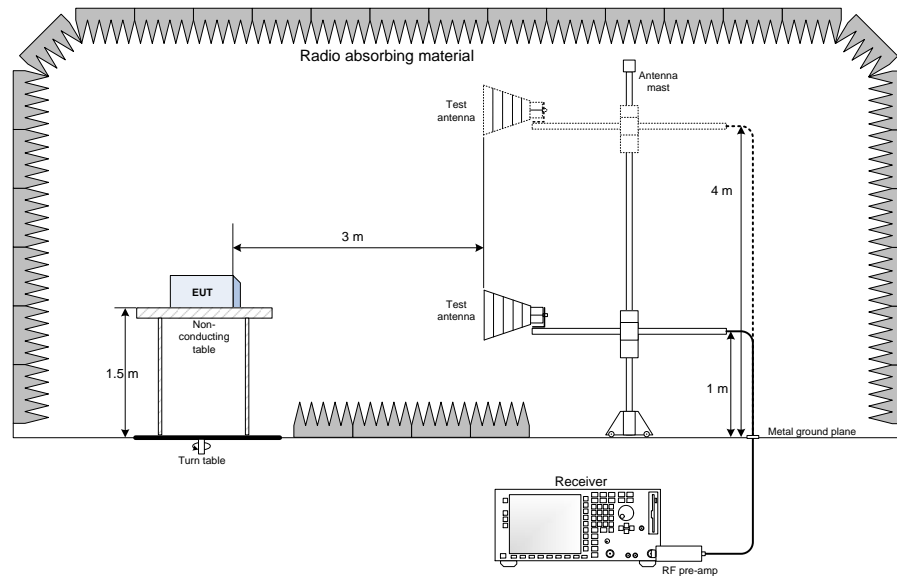 Radio absorbing material
Antenna
mast
Test
antenna
4 m
3 m
EUT
Test
antenna
Non-
conducting
table
1.5 m
1 m
Metal ground plane
Turn table
Receiver
RF pre-amp